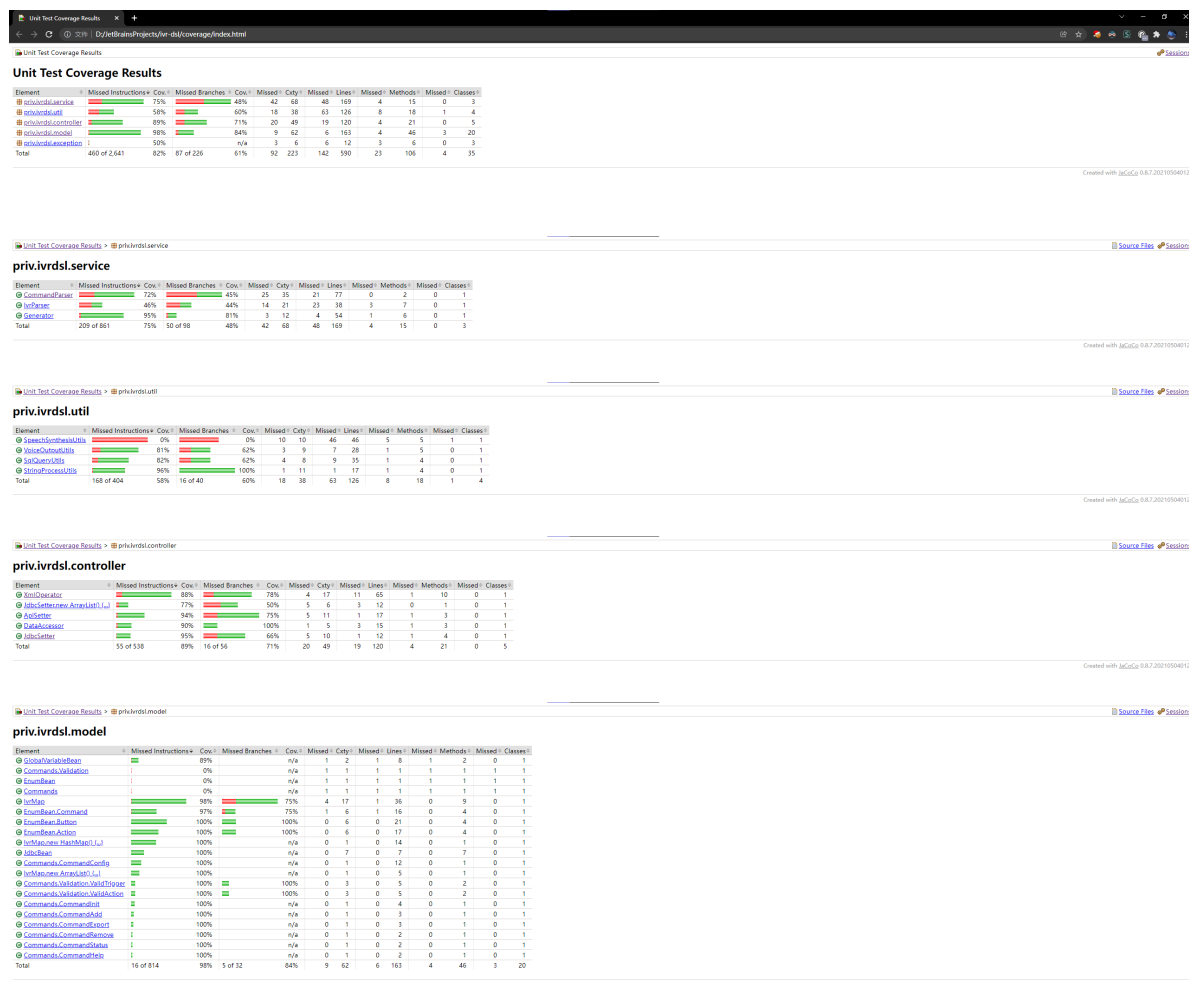 Unit Test Coverage Results
文件 D:/JetBrainsProjects/ivr-dsl/coverage/index.html
Unit Test Coverage Results Sessions
Unit Test Coverage Results
Element Missed Instructions Cov. Missed Branches Cov. Missed Cxty Missed Lines Missed Methods Missed Classes
priv.ivrdsl.service 75% 48% 42 68 48 169 4 15 0 3
priv.ivrdsl.util 58% 60% 18 38 63 126 8 18 1 4
priv.ivrdsl.controller 89% 71% 20 49 19 120 4 21 0 5
priv.ivrdsl.model 98% 84% 9 62 6 163 4 46 3 20
priv.ivrdsl.exception 50% n/a 3 6 6 12 3 6 0 3
Total 460 of 2,641 82% 87 of 226 61% 92 223 142 590 23 106 4 35
Created with JaCoCo 0.8.7.202105040129
Unit Test Coverage Results > priv.ivrdsl.service Source Files Sessions
priv.ivrdsl.service
Element Missed Instructions Cov. Missed Branches Cov. Missed Cxty Missed Lines Missed Methods Missed Classes
CommandParser 72% 45% 25 35 21 77 0 2 0 1
IvrParser 46% 44% 14 21 23 38 3 7 0 1
Generator 95% 81% 3 12 4 54 1 6 0 1
Total 209 of 861 75% 50 of 98 48% 42 68 48 169 4 15 0 3
Created with JaCoCo 0.8.7.202105040129
Unit Test Coverage Results > priv.ivrdsl.util Source Files Sessions
priv.ivrdsl.util
Element Missed Instructions Cov. Missed Branches Cov. Missed Cxty Missed Lines Missed Methods Missed Classes
SpeechSynthesisUtils 0% 0% 10 10 46 46 5 5 1 1
VoiceOutoutUtils 81% 62% 3 9 7 28 1 5 0 1
SqlQueryUtils 82% 62% 4 8 9 35 1 4 0 1
StringProcessUtils 96% 100% 1 11 1 17 1 4 0 1
Total 168 of 404 58% 16 of 40 60% 18 38 63 126 8 18 1 4
Created with JaCoCo 0.8.7.202105040129
Unit Test Coverage Results > priv.ivrdsl.controller Source Files Sessions
priv.ivrdsl.controller
Element Missed Instructions Cov. Missed Branches Cov. Missed Cxty Missed Lines Missed Methods Missed Classes
XmlOperator 88% 78% 4 17 11 65 1 10 0 1
JdbcSetter.new ArrayList() {...} 77% 50% 5 6 3 12 0 1 0 1
ApiSetter 94% 75% 5 11 1 17 1 3 0 1
DataAccessor 90% 100% 1 5 3 15 1 3 0 1
JdbcSetter 95% 66% 5 10 1 12 1 4 0 1
Total 55 of 538 89% 16 of 56 71% 20 49 19 120 4 21 0 5
Created with JaCoCo 0.8.7.202105040129
Unit Test Coverage Results > priv.ivrdsl.model Source Files Sessions
priv.ivrdsl.model
Element Missed Instructions Cov. Missed Branches Cov. Missed Cxty Missed Lines Missed Methods Missed Classes
GlobalVariableBean 89% n/a 1 2 1 8 1 2 0 1
Commands.Validation 0% n/a 1 1 1 1 1 1 1 1
EnumBean 0% n/a 1 1 1 1 1 1 1 1
Commands 0% n/a 1 1 1 1 1 1 1 1
IvrMap 98% 75% 4 17 1 36 0 9 0 1
EnumBean.Command 97% 75% 1 6 1 16 0 4 0 1
EnumBean.Button 100% 100% 0 6 0 21 0 4 0 1
EnumBean.Action 100% 100% 0 6 0 17 0 4 0 1
IvrMap.new HashMap() {...} 100% n/a 0 1 0 14 0 1 0 1
JdbcBean 100% n/a 0 7 0 7 0 7 0 1
Commands.CommandConfig 100% n/a 0 1 0 12 0 1 0 1
IvrMap.new ArrayList() {...} 100% n/a 0 1 0 5 0 1 0 1
Commands.Validation.ValidTrigger 100% 100% 0 3 0 5 0 2 0 1
Commands.Validation.ValidAction 100% 100% 0 3 0 5 0 2 0 1
Commands.CommandInit 100% n/a 0 1 0 4 0 1 0 1
Commands.CommandAdd 100% n/a 0 1 0 3 0 1 0 1
Commands.CommandExport 100% n/a 0 1 0 3 0 1 0 1
Commands.CommandRemove 100% n/a 0 1 0 2 0 1 0 1
Commands.CommandStatus 100% n/a 0 1 0 2 0 1 0 1
Commands.CommandHelp 100% n/a 0 1 0 2 0 1 0 1
Total 16 of 814 98% 5 of 32 84% 9 62 6 163 4 46 3 20